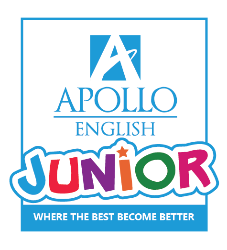 APOLLO
ENGLISH
JUNIOR
WHERE THE BEST BECOME BETTER